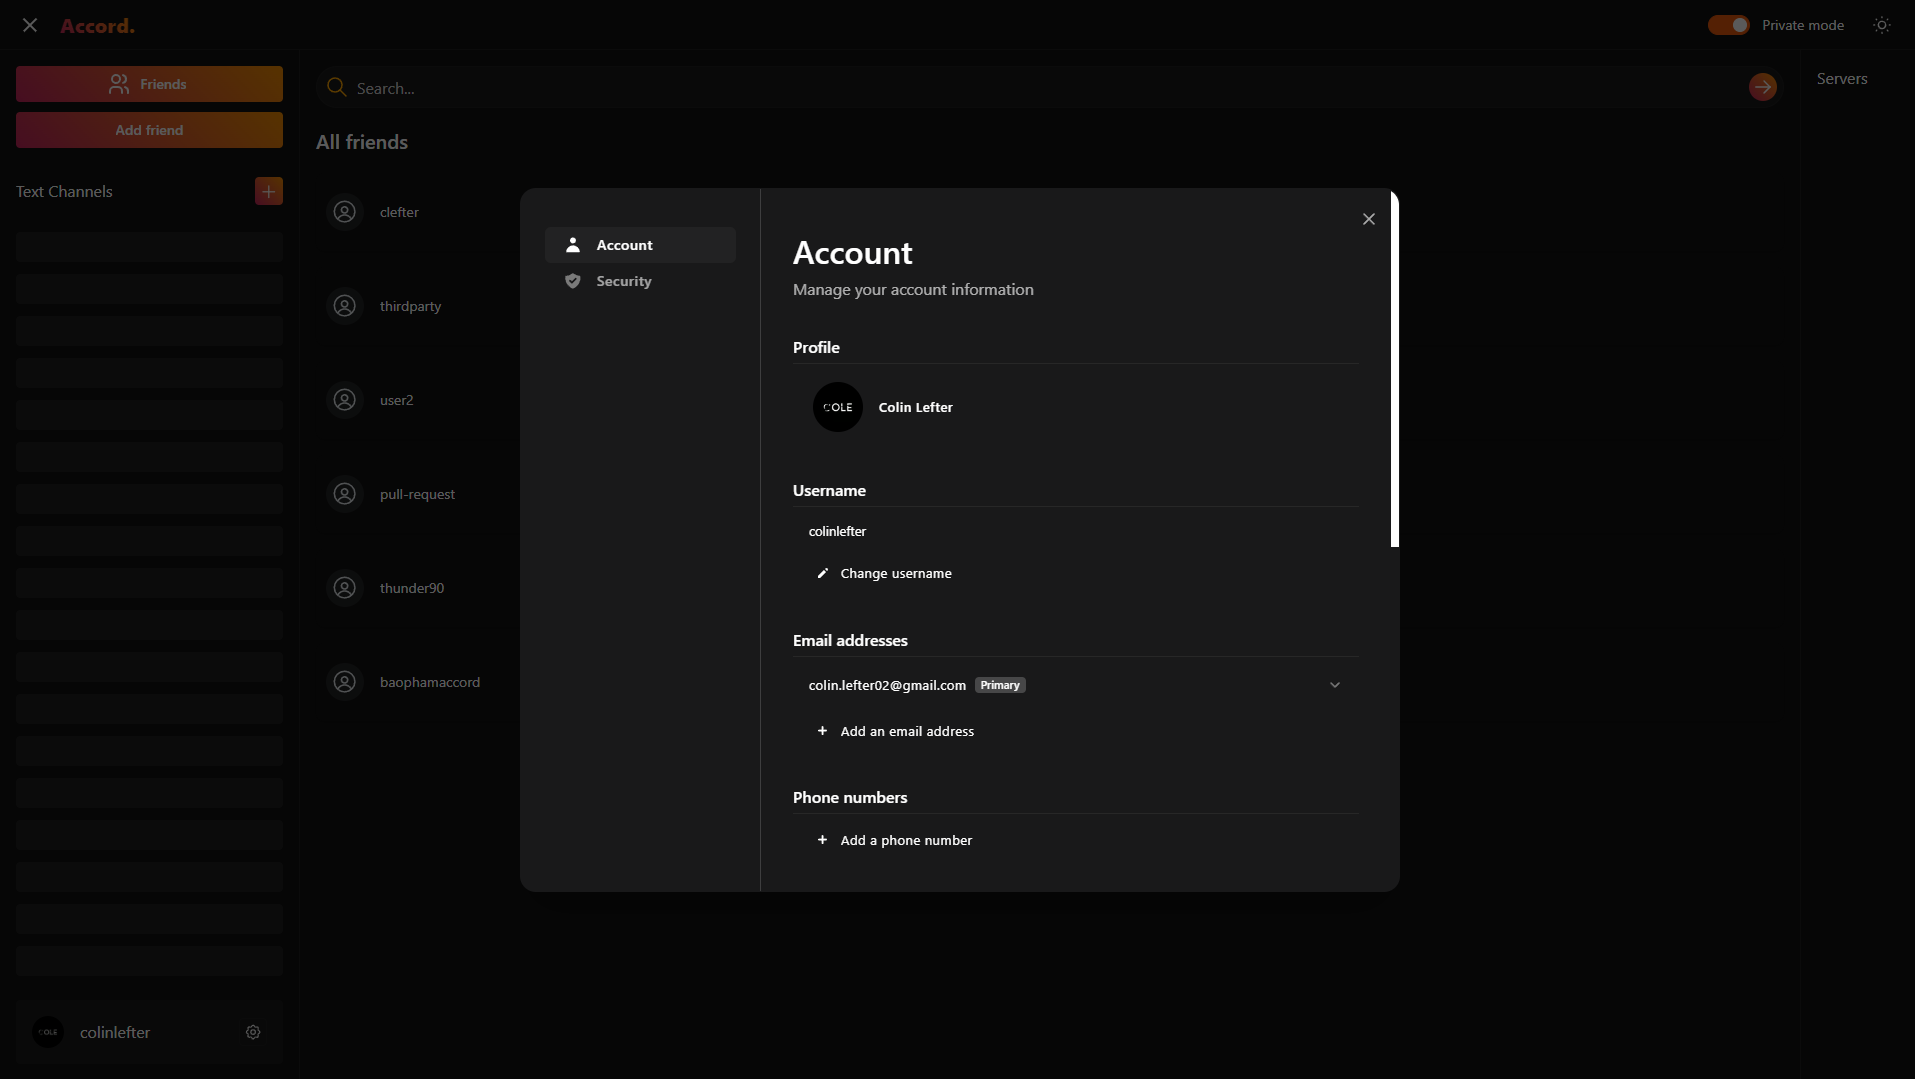 Accord.
Private mode
Friends
Add friend
Text Channels
Search...
All friends
clefter
thirdparty
user2
pull-request
thunder90
baophamaccord
Servers
COLE
colinlefter
Account
Security
Account
Manage your account information
Profile
COLE
Colin Lefter
Username
colinlefter
Change username
Email addresses
colin.lefter02@gmail.com Primary
Add an email address
Phone numbers
Add a phone number